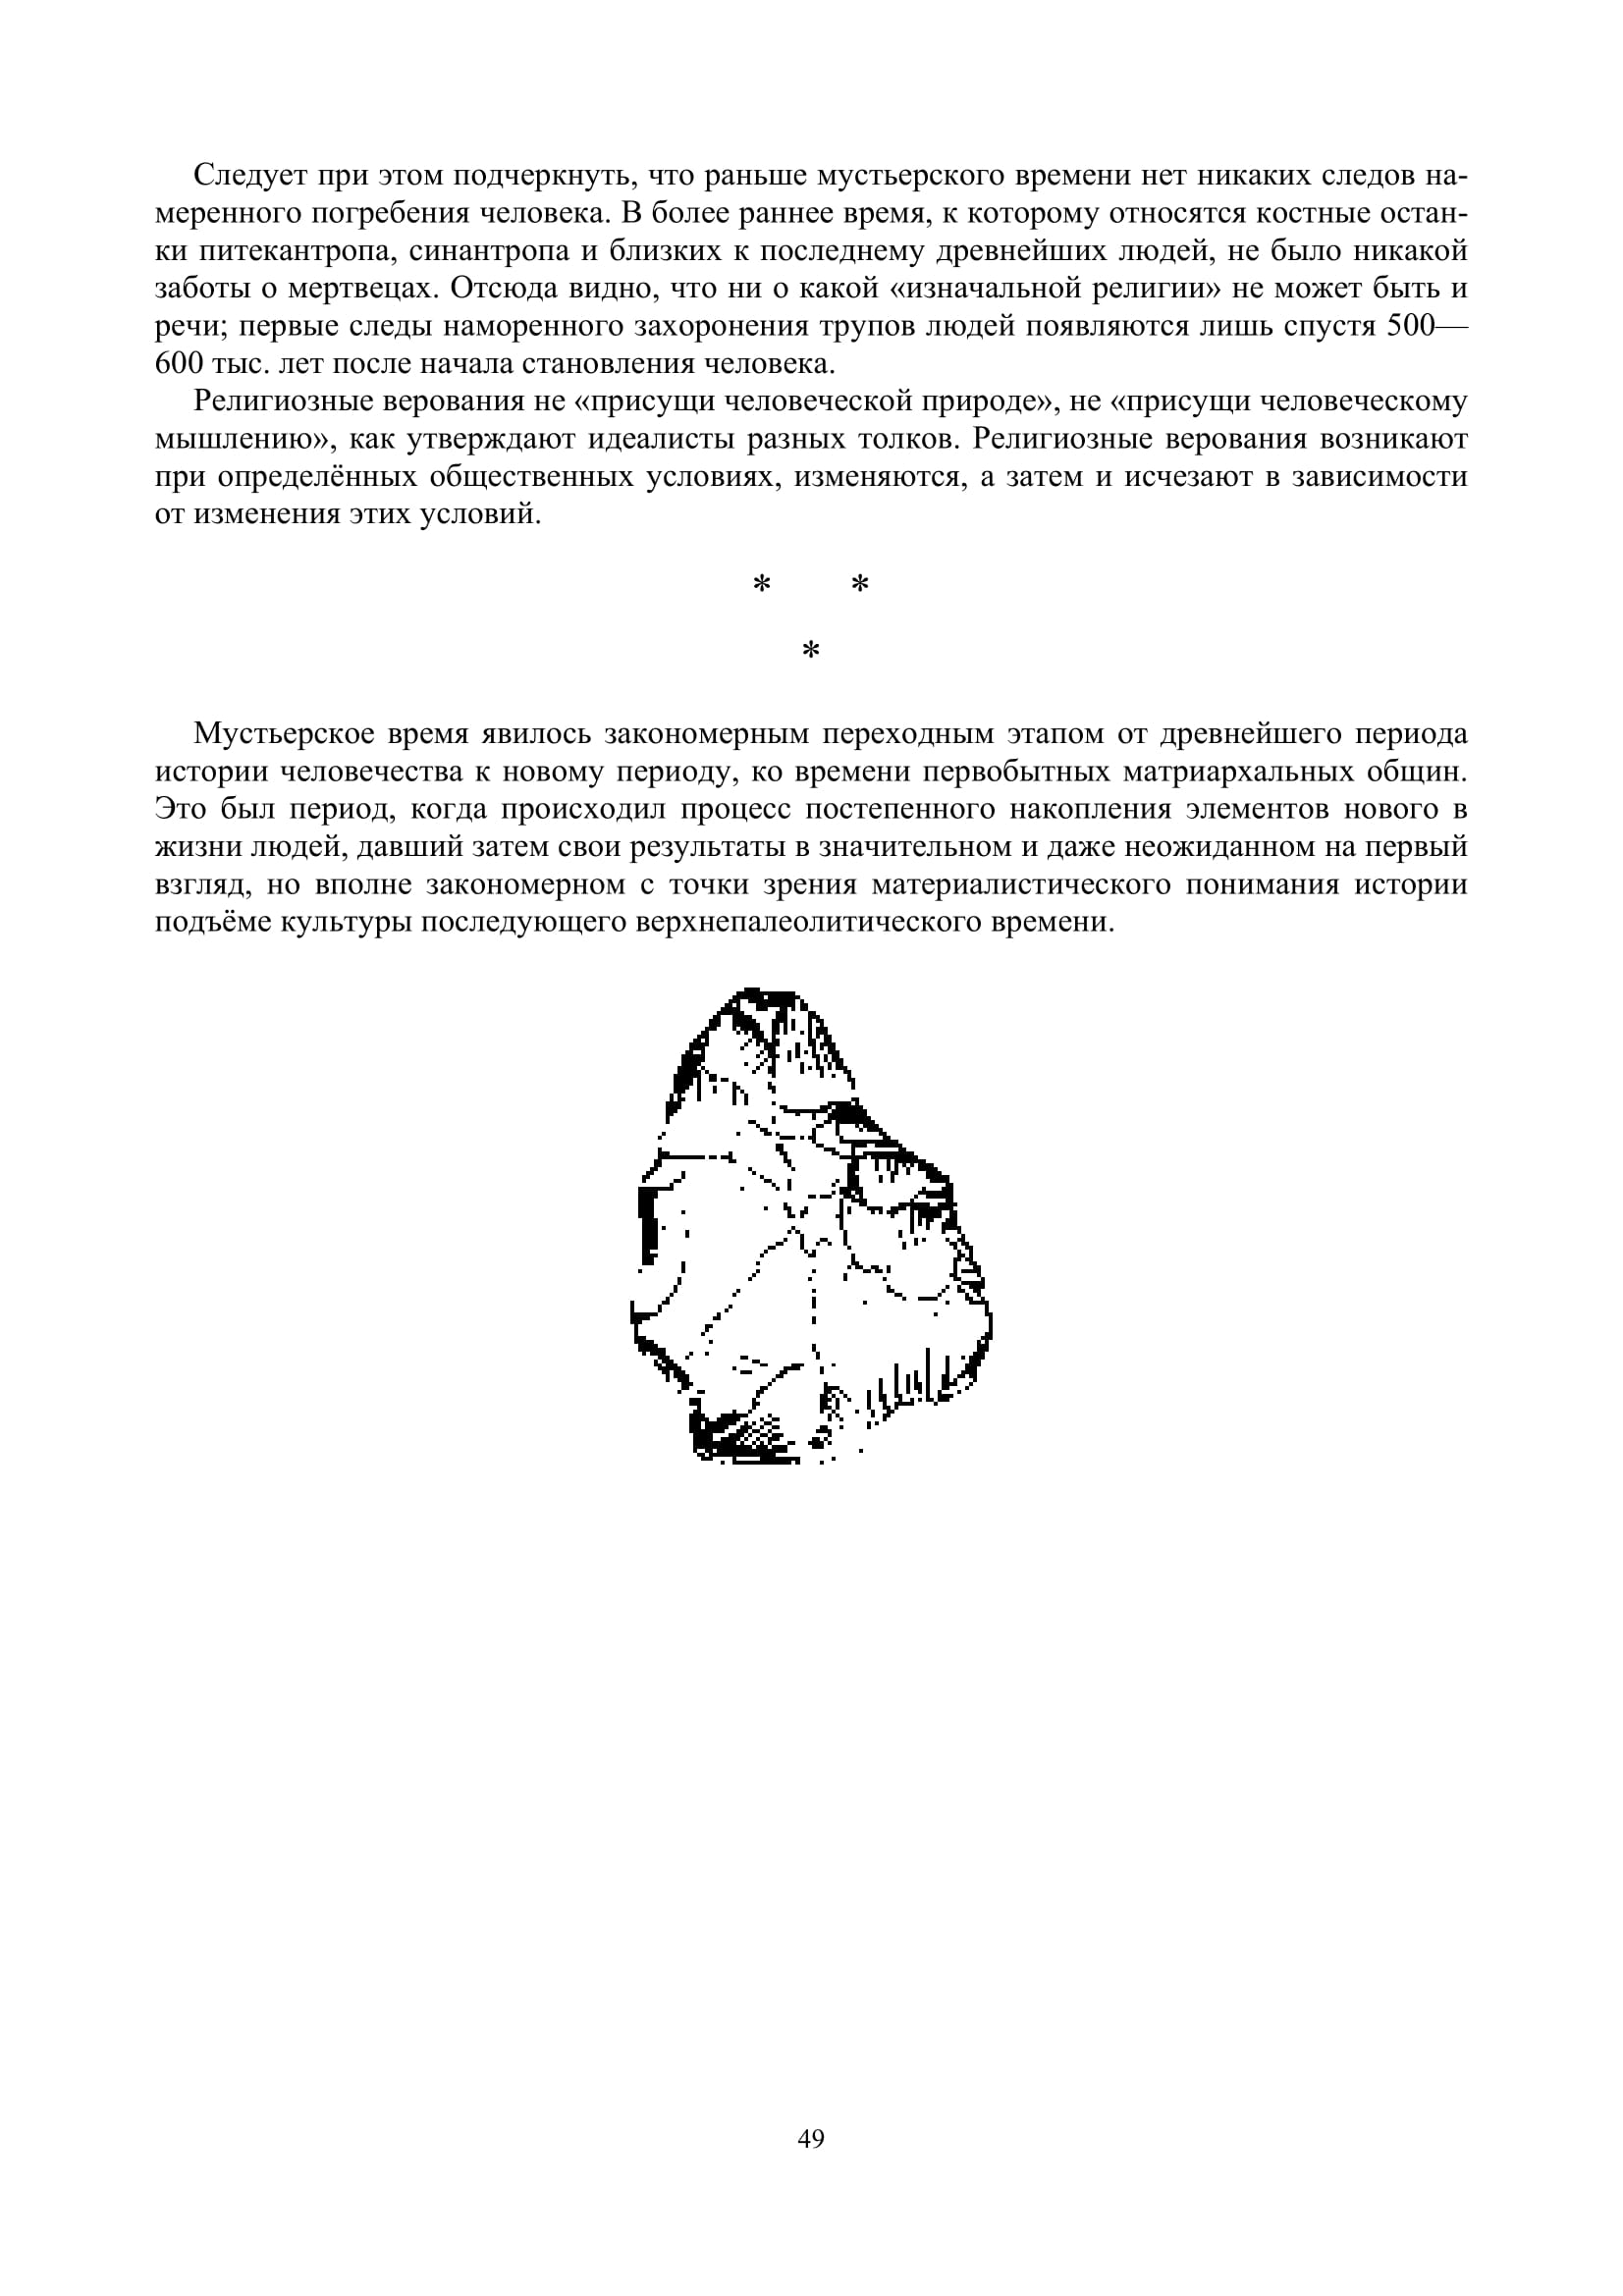 Следует при этом подчеркнуть, что раньше мустьерского времени нет никаких следов на-
меренного погребения человека. В более раннее время, к которому относятся костные остан-
ки питекантропа, синантропа и близких к последнему древнейших людей, не было никакой
заботы о мертвецах. Отсюда видно, что ни о какой «изначальной религии» не может быть и
речи; первые следы наморенного захоронения трупов людей появляются лишь спустя 500—
600 тыс. лет после начала становления человека.
Религиозные верования не «присущи человеческой природе», не «присущи человеческому
мышлению», как утверждают идеалисты разных толков. Религиозные верования возникают
при определённых общественных условиях, изменяются, а затем и исчезают в зависимости
от изменения этих условий.
* *
*
Мустьерское время явилось закономерным переходным этапом от древнейшего периода
истории человечества к новому периоду, ко времени первобытных матриархальных общин.
Это был период, когда происходил процесс постепенного накопления элементов нового в
жизни людей, давший затем свои результаты в значительном и даже неожиданном на первый
взгляд, но вполне закономерном с точки зрения материалистического понимания истории
подъёме культуры последующего верхнепалеолитического времени.
49